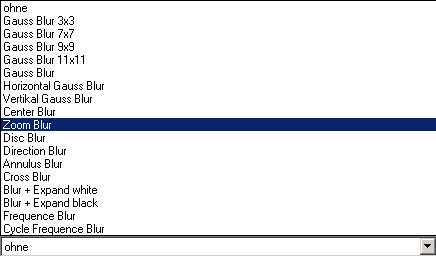 ohne
Gauss Blur 3x3
Gauss Blur 7x7
Gauss Blur 9x9
Gauss Blur 11x11
Gauss Blur
Horizontal Gauss Blur
Vertikal Gauss Blur
Center Blur
Zoom Blur
Disc Blur
Direction Blur
Annulus Blur
Cross Blur
Blur + Expand white
Blur + Expand black
Frequence Blur
Cycle Frequence Blur
ohne